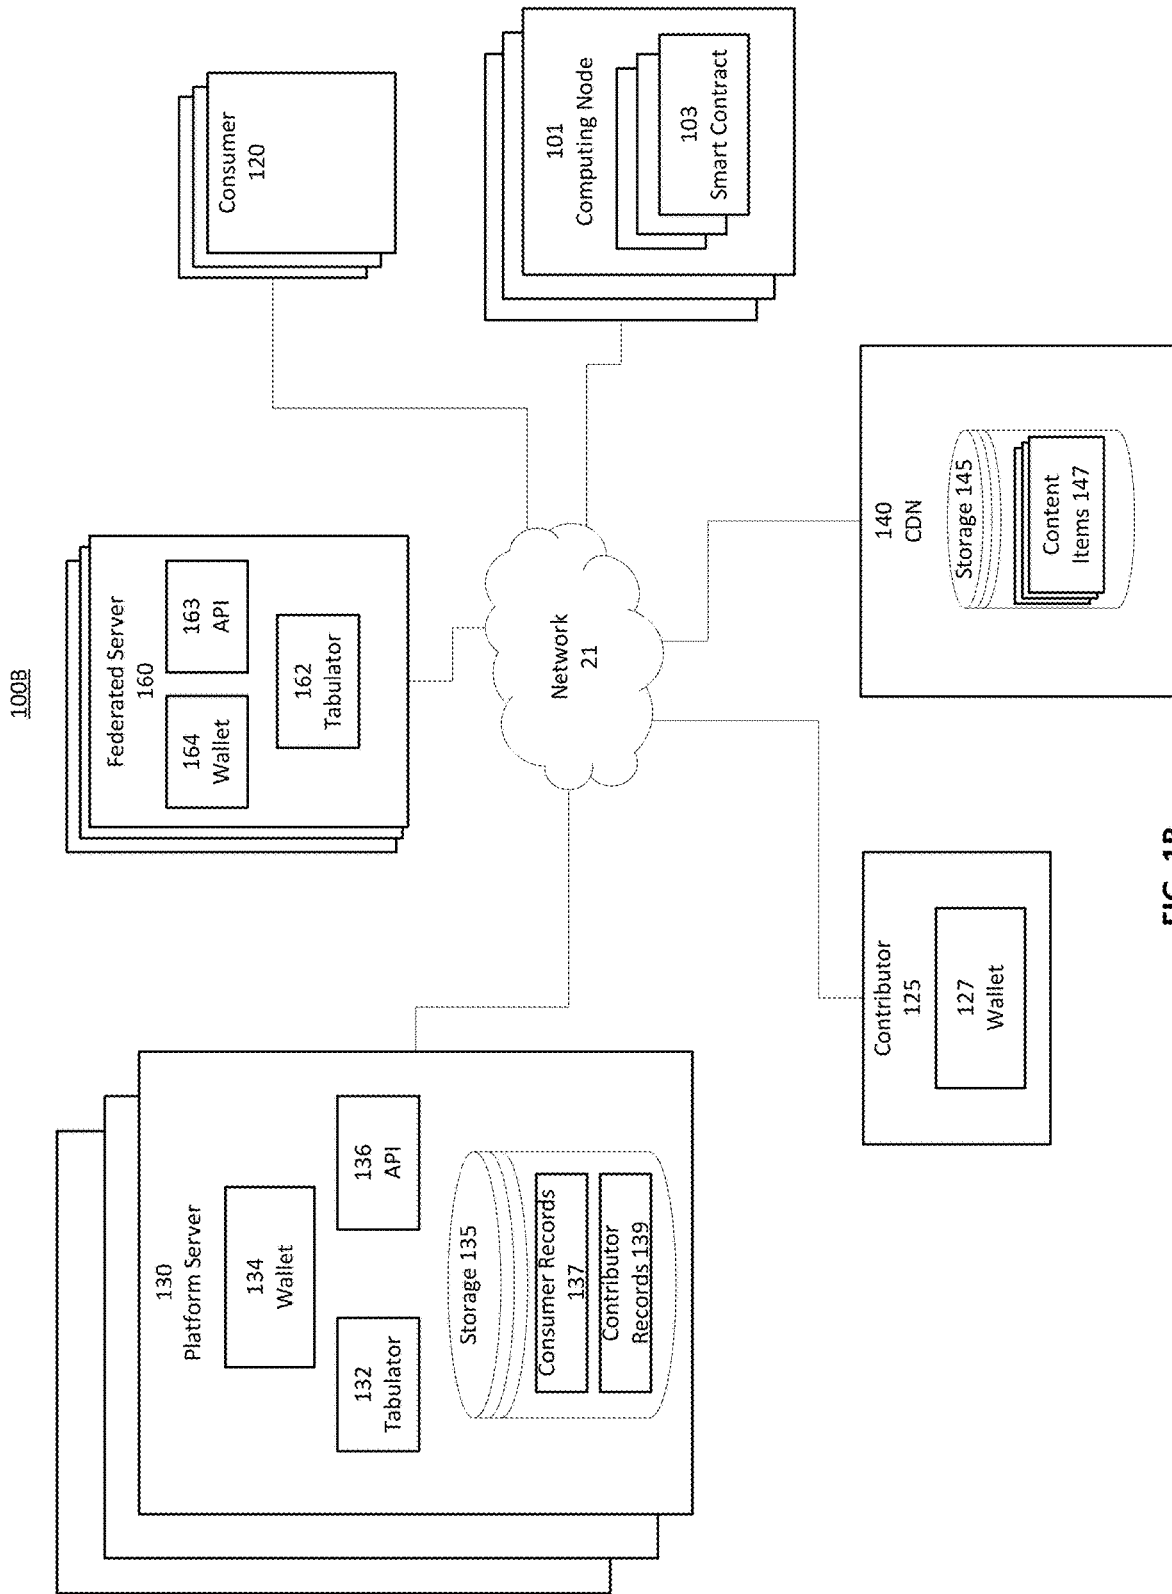 100B
130
Platform Server
134
Wallet
132
Tabulator
136
API
Storage 135
Consumer Records
137
Contributor
Records 139
Federated Server
160
164
Wallet
163
API
162
Tabulator
Consumer
120
Network
21
101
Computing Node
103
Smart Contract
Contributor
125
127
Wallet
140
CDN
Storage 145
Content
Items 147